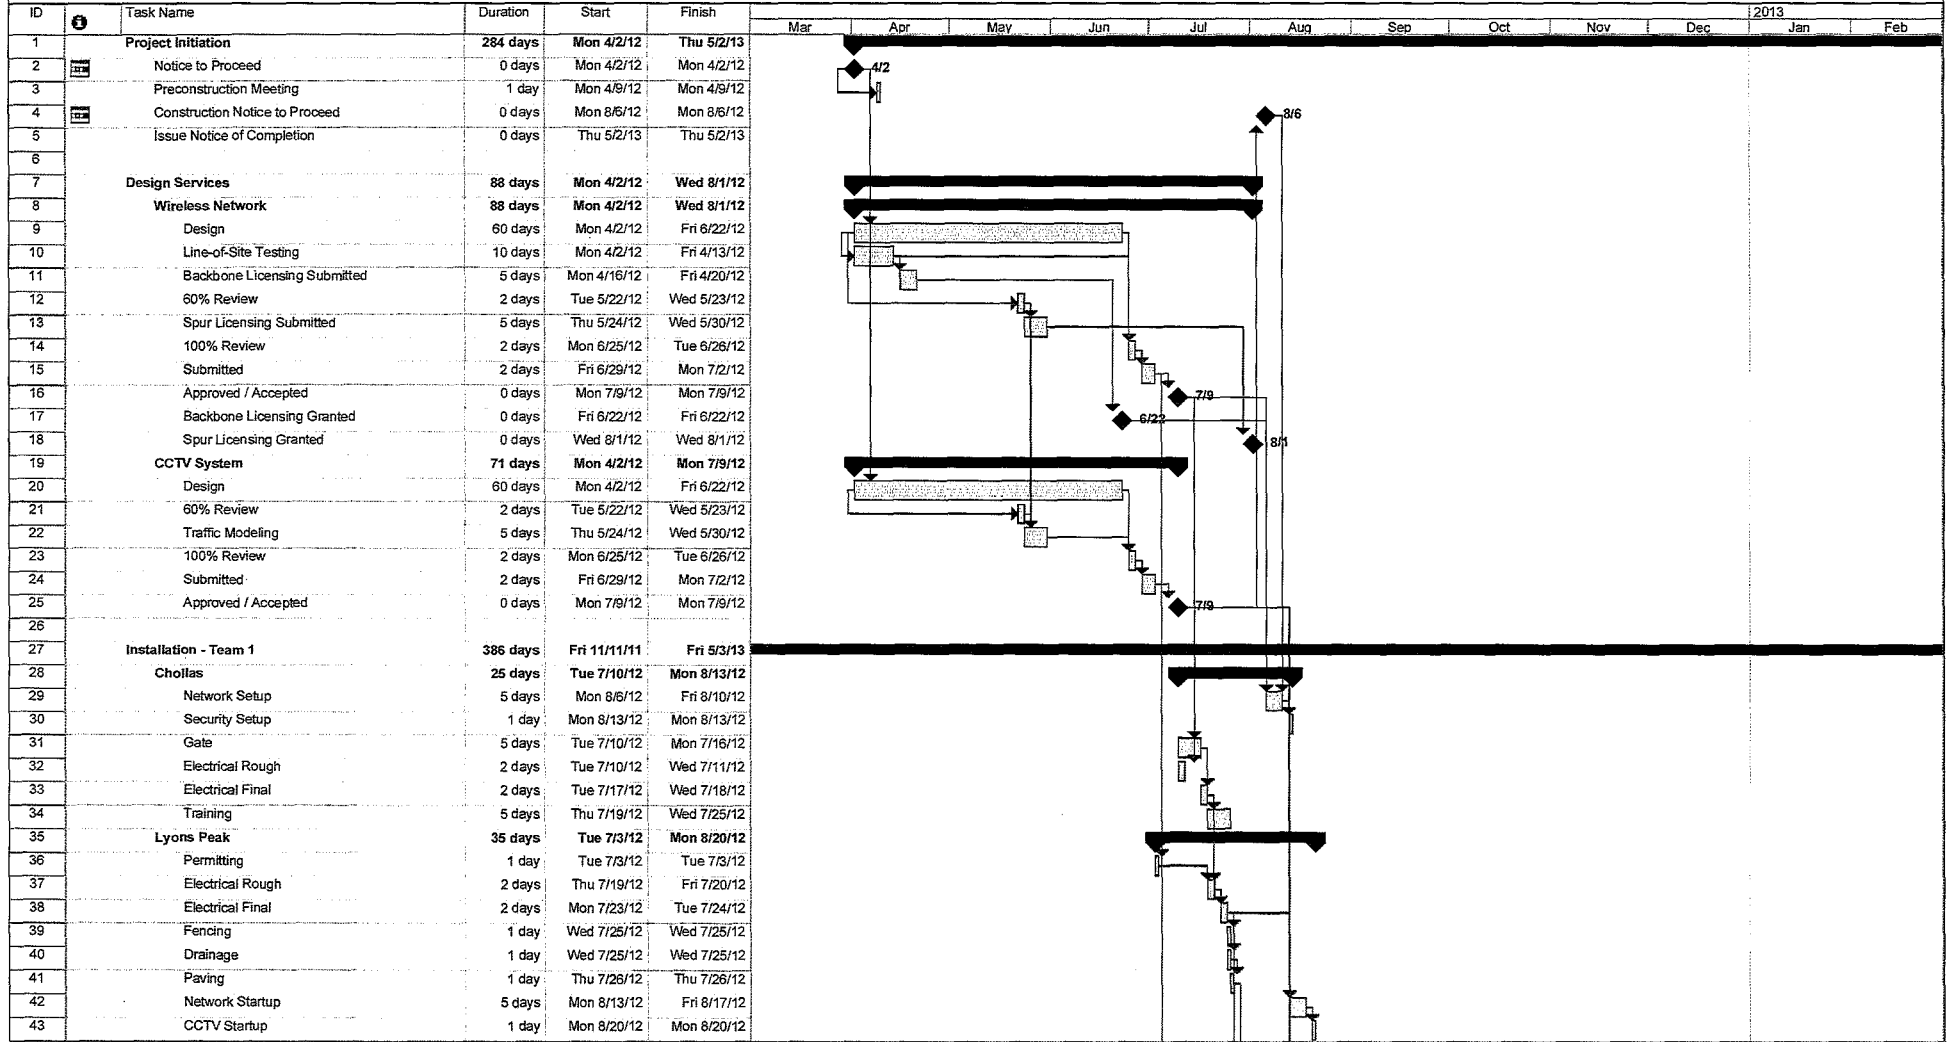 ID Task Name Duration Start Finish 2013
Mar Apr May Jun Jul Aug Sep Oct Nov Dec Jan Feb
1 Project Initiation 284 days Mon 4/2/12 Thu 5/2/13
2 Notice to Proceed 0 days Mon 4/2/12 Mon 4/2/12 4/2
3 Preconstruction Meeting 1 day Mon 4/9/12 Mon 4/9/12
4 Construction Notice to Proceed 0 days Mon 8/6/12 Mon 8/6/12 8/6
5 Issue Notice of Completion 0 days Thu 5/2/13 Thu 5/2/13
6
7 Design Services 88 days Mon 4/2/12 Wed 8/1/12
8 Wireless Network 88 days Mon 4/2/12 Wed 8/1/12
9 Design 60 days Mon 4/2/12 Fri 6/22/12
10 Line-of-Site Testing 10 days Mon 4/2/12 Fri 4/13/12
11 Backbone Licensing Submitted 5 days Mon 4/16/12 Fri 4/20/12
12 60% Review 2 days Tue 5/22/12 Wed 5/23/12
13 Spur Licensing Submitted 5 days Thu 5/24/12 Wed 5/30/12
14 100% Review 2 days Mon 6/25/12 Tue 6/26/12
15 Submitted 2 days Fri 6/29/12 Mon 7/2/12
16 Approved / Accepted 0 days Mon 7/9/12 Mon 7/9/12 7/9
17 Backbone Licensing Granted 0 days Fri 6/22/12 Fri 6/22/12 6/22
18 Spur Licensing Granted 0 days Wed 8/1/12 Wed 8/1/12 8/1
19 CCTV System 71 days Mon 4/2/12 Mon 7/9/12
20 Design 60 days Mon 4/2/12 Fri 6/22/12
21 60% Review 2 days Tue 5/22/12 Wed 5/23/12
22 Traffic Modeling 5 days Thu 5/24/12 Wed 5/30/12
23 100% Review 2 days Mon 6/25/12 Tue 6/26/12
24 Submitted 2 days Fri 6/29/12 Mon 7/2/12
25 Approved / Accepted 0 days Mon 7/9/12 Mon 7/9/12 7/9
26
27 Installation - Team 1 386 days Fri 11/11/11 Fri 5/3/13
28 Chollas 25 days Tue 7/10/12 Mon 8/13/12
29 Network Setup 5 days Mon 8/6/12 Fri 8/10/12
30 Security Setup 1 day Mon 8/13/12 Mon 8/13/12
31 Gate 5 days Tue 7/10/12 Mon 7/16/12
32 Electrical Rough 2 days Tue 7/10/12 Wed 7/11/12
33 Electrical Final 2 days Tue 7/17/12 Wed 7/18/12
34 Training 5 days Thu 7/19/12 Wed 7/25/12
35 Lyons Peak 35 days Tue 7/3/12 Mon 8/20/12
36 Permitting 1 day Tue 7/3/12 Tue 7/3/12
37 Electrical Rough 2 days Thu 7/19/12 Fri 7/20/12
38 Electrical Final 2 days Mon 7/23/12 Tue 7/24/12
39 Fencing 1 day Wed 7/25/12 Wed 7/25/12
40 Drainage 1 day Wed 7/25/12 Wed 7/25/12
41 Paving 1 day Thu 7/26/12 Thu 7/26/12
42 Network Startup 5 days Mon 8/13/12 Fri 8/17/12
43 CCTV Startup 1 day Mon 8/20/12 Mon 8/20/12